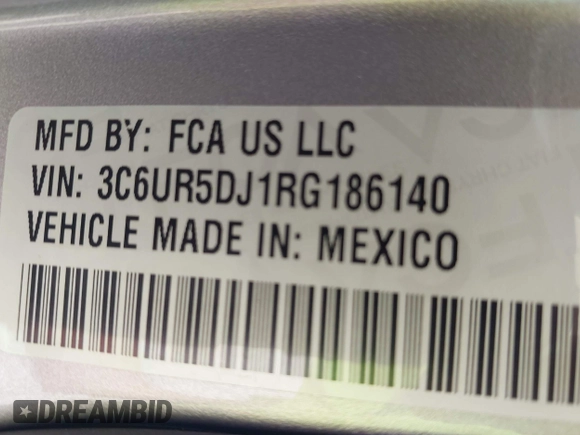 MFD BY: FCA US LLC
VIN: 3C6UR5DJ1RG186140
VEHICLE MADE IN: MEXICO
DREAMBID